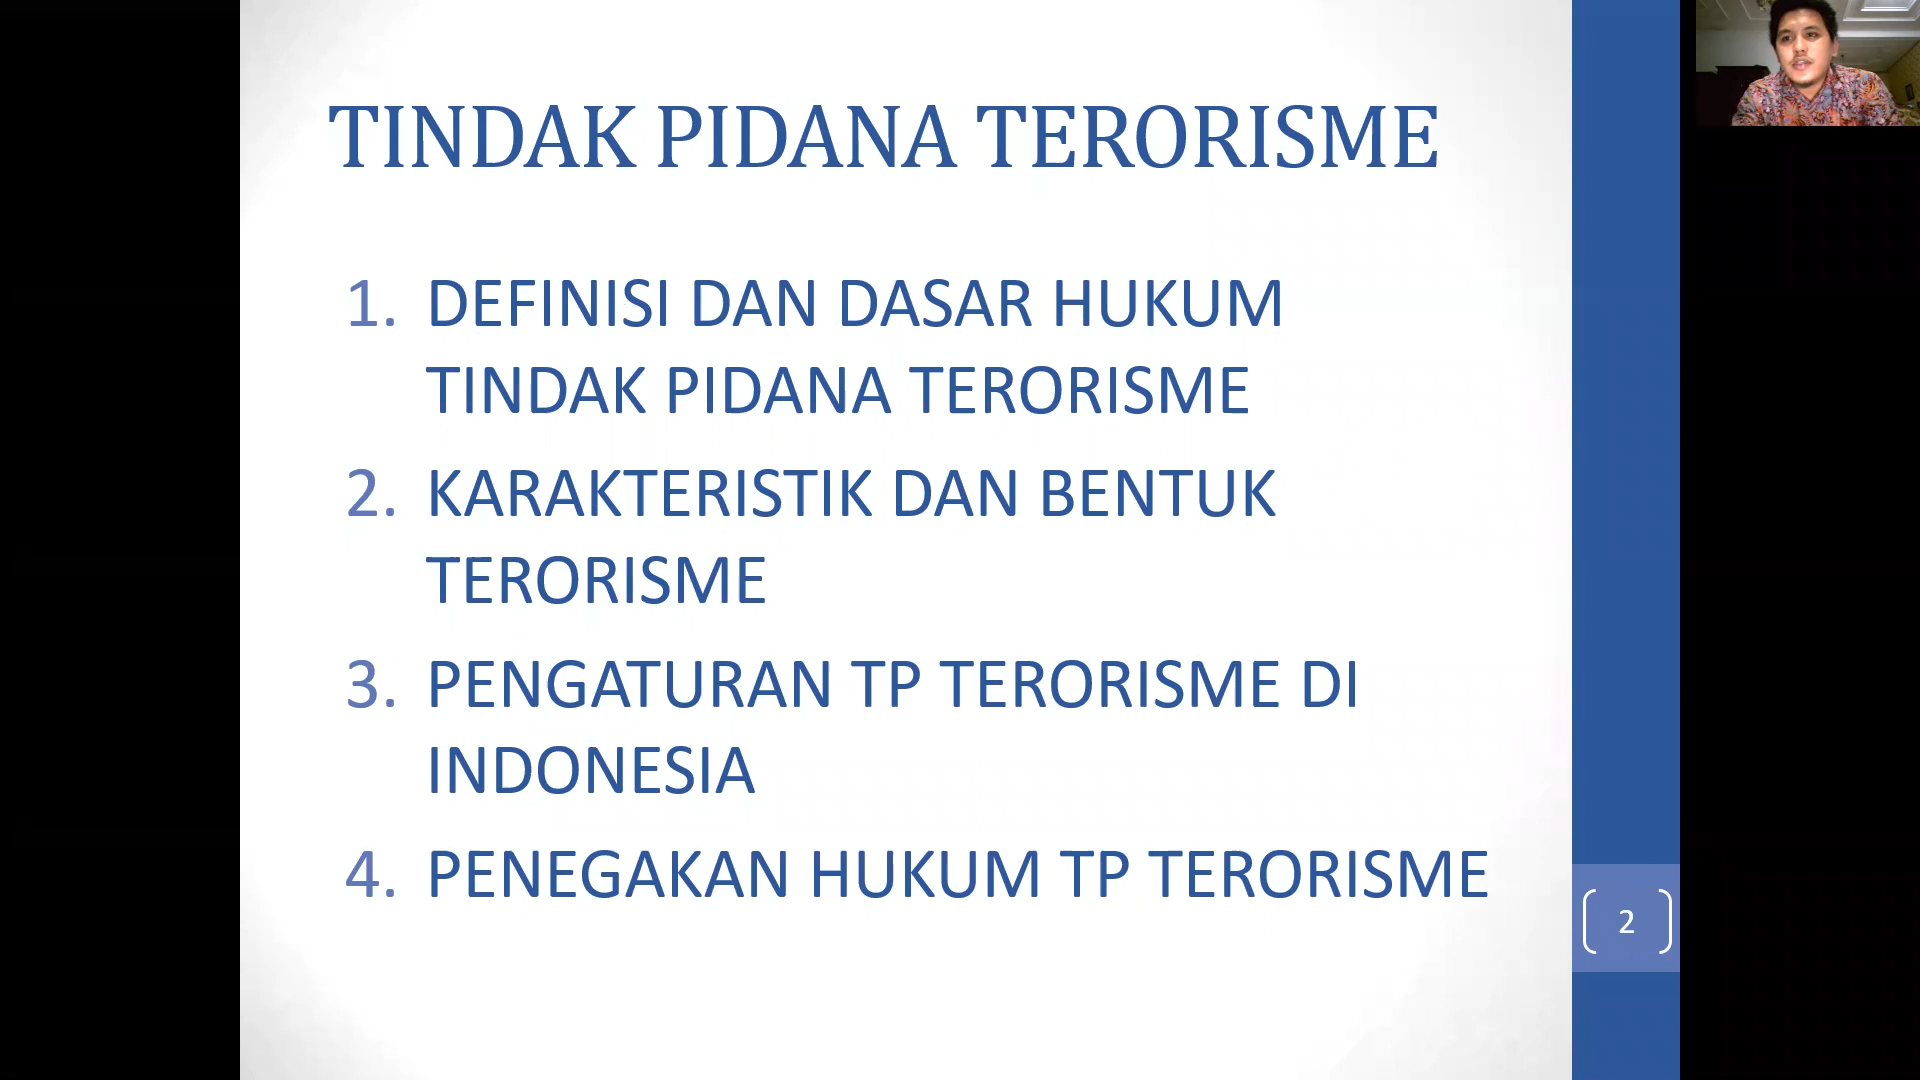 TINDAK PIDANA TERORISME
1. DEFINISI DAN DASAR HUKUM
TINDAK PIDANA TERORISME
2. KARAKTERISTIK DAN BENTUK
TERORISME
3. PENGATURAN TP TERORISME DI
INDONESIA
4. PENEGAKAN HUKUM TP TERORISME
2